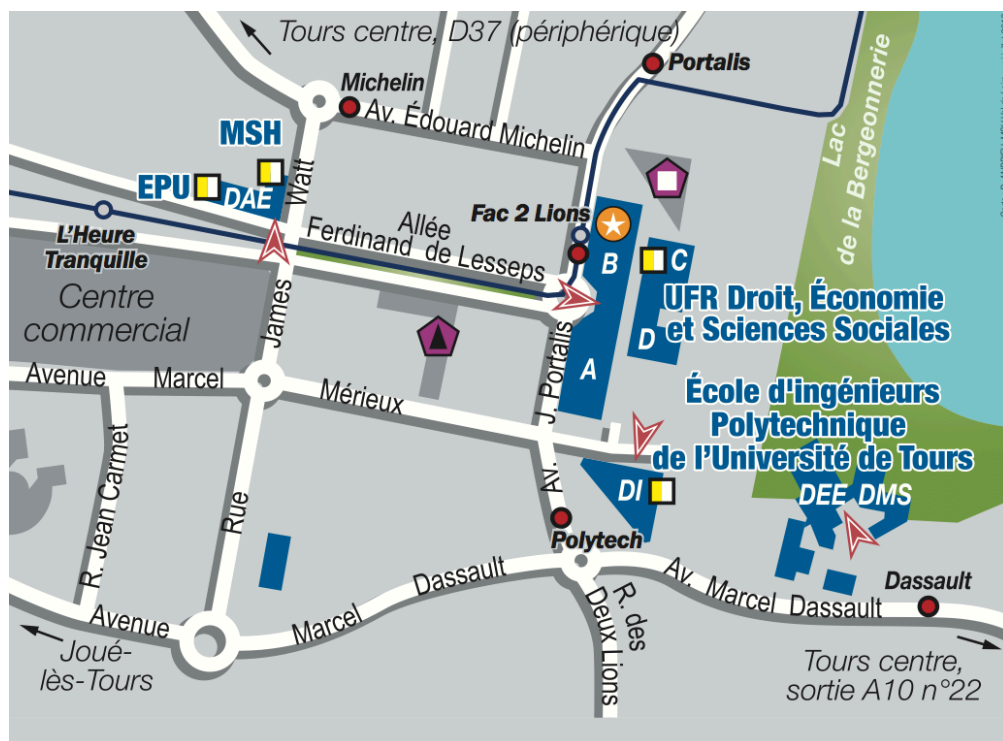 Tours centre, D37 (périphérique)
Portalis
Michelin
Av. Édouard Michelin
MSH
EPU
DAE
Watt
Lac
de la Bergeonnerie
Allée
Ferdinand de Lesseps
Fac 2 Lions
L'Heure
Tranquille
B
C
Centre
commercial
James
UFR Droit, Économie
et Sciences Sociales
J. Portalis
D
A
Avenue Marcel Mérieux
École d'ingénieurs
Polytechnique
de l'Université de Tours
R. Jean Carmet
Rue
Av.
DI
DEE DMS
Polytech
Avenue Marcel Dassault
Av. Marcel Dassault
Dassault
R. des
Deux Lions
Joué-
lès-Tours
Tours centre,
sortie A10 n°22